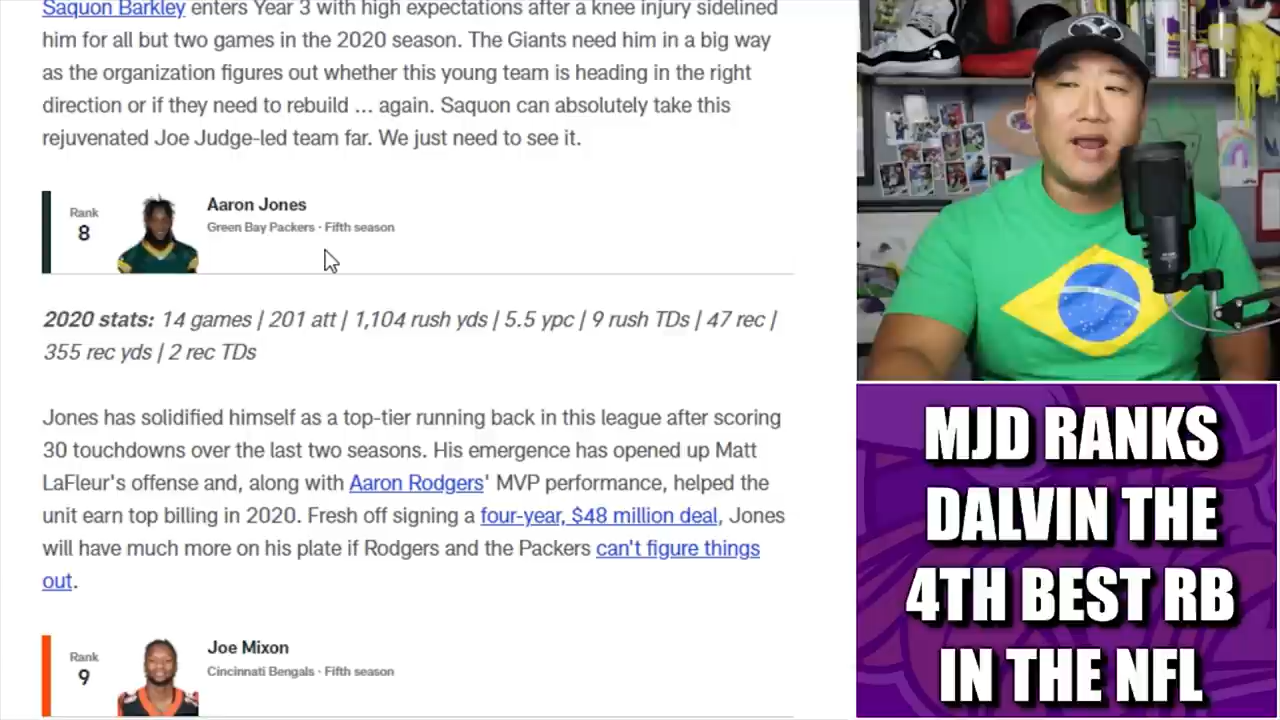 Saquon Barkley enters Year 3 with high expectations after a knee injury sidelined
him for all but two games in the 2020 season. The Giants need him in a big way
as the organization figures out whether this young team is heading in the right
direction or if they need to rebuild ... again. Saquon can absolutely take this
rejuvenated Joe Judge-led team far. We just need to see it.
Rank
8
Aaron Jones
Green Bay Packers · Fifth season
2020 stats: 14 games | 201 att | 1,104 rush yds | 5.5 ypc | 9 rush TDs | 47 rec |
355 rec yds | 2 rec TDs
Jones has solidified himself as a top-tier running back in this league after scoring
30 touchdowns over the last two seasons. His emergence has opened up Matt
LaFleur's offense and, along with Aaron Rodgers' MVP performance, helped the
unit earn top billing in 2020. Fresh off signing a four-year, $48 million deal, Jones
will have much more on his plate if Rodgers and the Packers can't figure things
out.
Rank
9
Joe Mixon
Cincinnati Bengals · Fifth season
MJD RANKS
DALVIN THE
4TH BEST RB
IN THE NFL